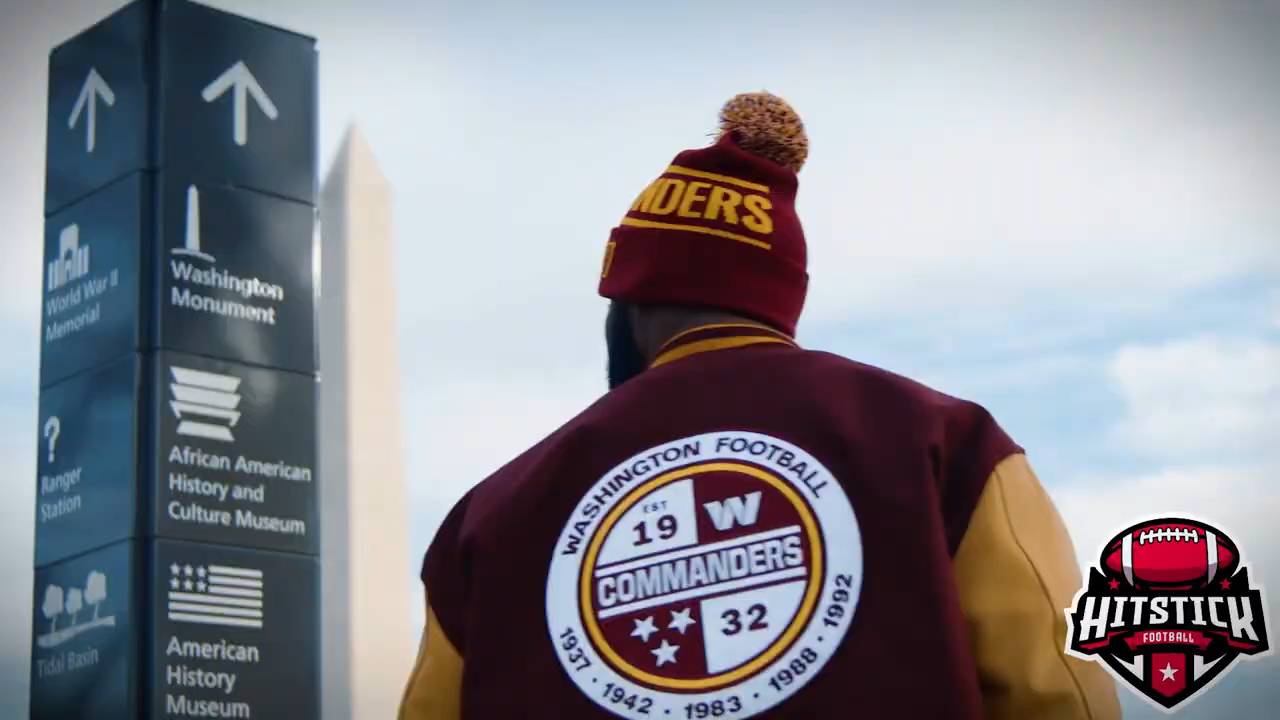 World War II
Memorial
?
Ranger
Station
Tidal Basin
Washington
Monument
African American
History and
Culture Museum
American
History
Museum
NDERS
WASHINGTON FOOTBALL
EST
19
W
COMMANDERS
32
1937 · 1942 · 1983 · 1988 · 1992
HITSTICK
FOOTBALL